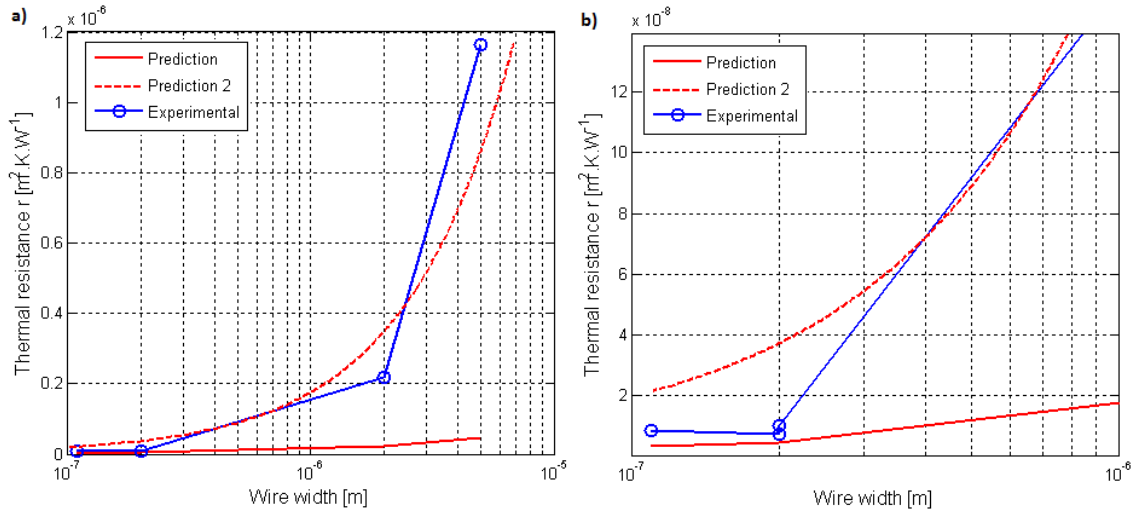 a)
x 10⁻⁶
1.2
1
0.8
0.6
0.4
0.2
0
Thermal resistance r [m².K.W⁻¹]
Prediction
Prediction 2
Experimental
10⁻⁷
10⁻⁶
10⁻⁵
Wire width [m]
b)
x 10⁻⁸
12
10
8
6
4
2
Thermal resistance r [m².K.W⁻¹]
Prediction
Prediction 2
Experimental
10⁻⁷
10⁻⁶
Wire width [m]